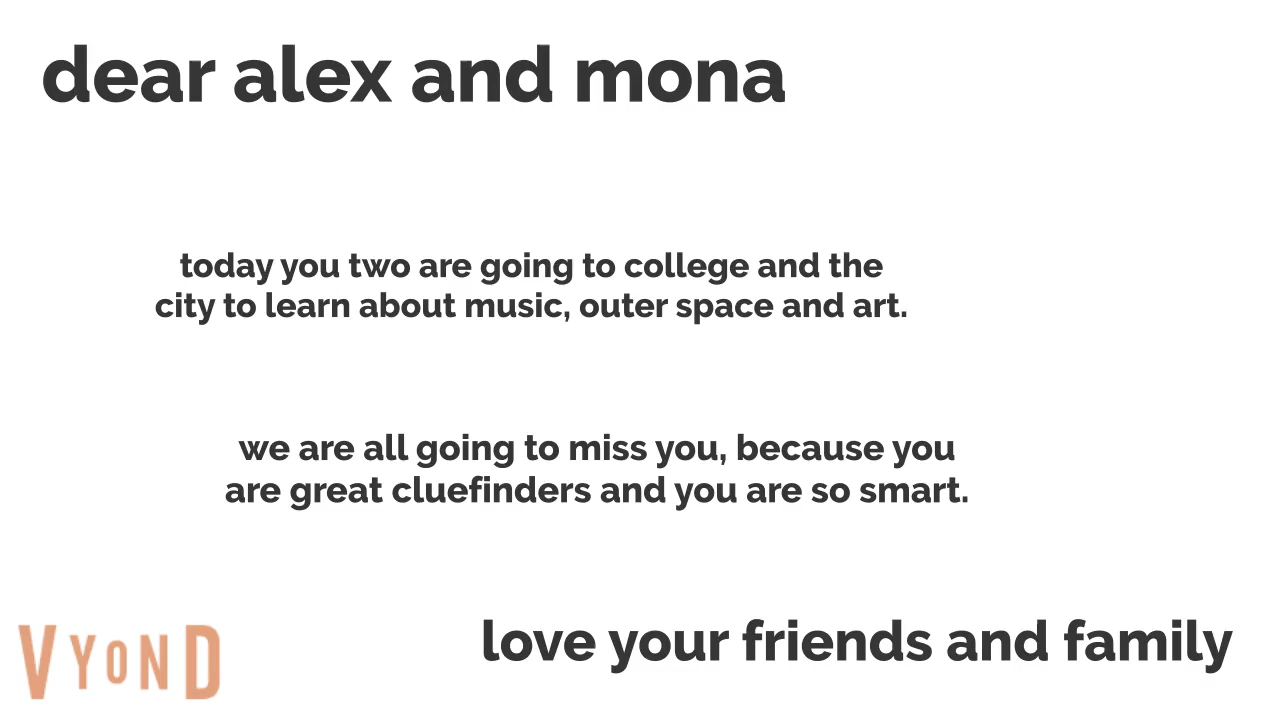 dear alex and mona
today you two are going to college and the
city to learn about music, outer space and art.
we are all going to miss you, because you
are great cluefinders and you are so smart.
love your friends and family
VYONDD